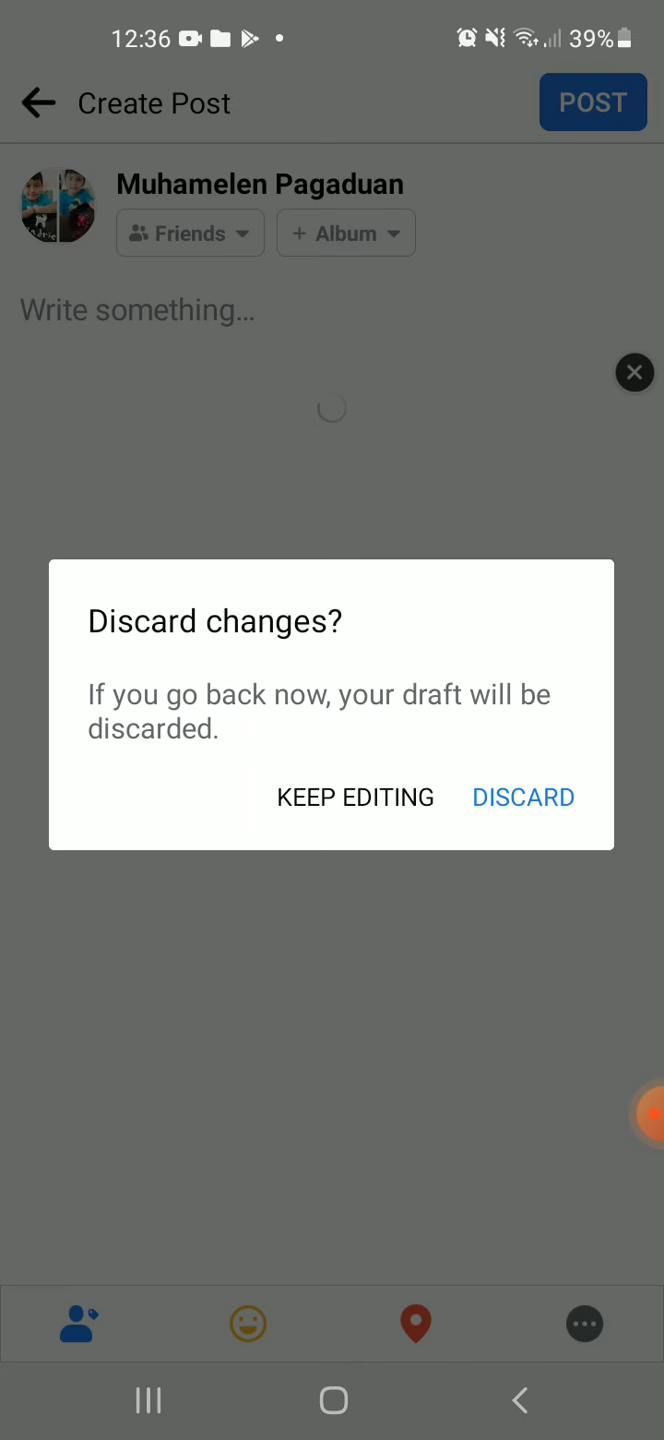 12:36 39%
Create Post POST
Muhamelen Pagaduan
Friends + Album
Write something...
Discard changes?
If you go back now, your draft will be
discarded.
KEEP EDITING DISCARD